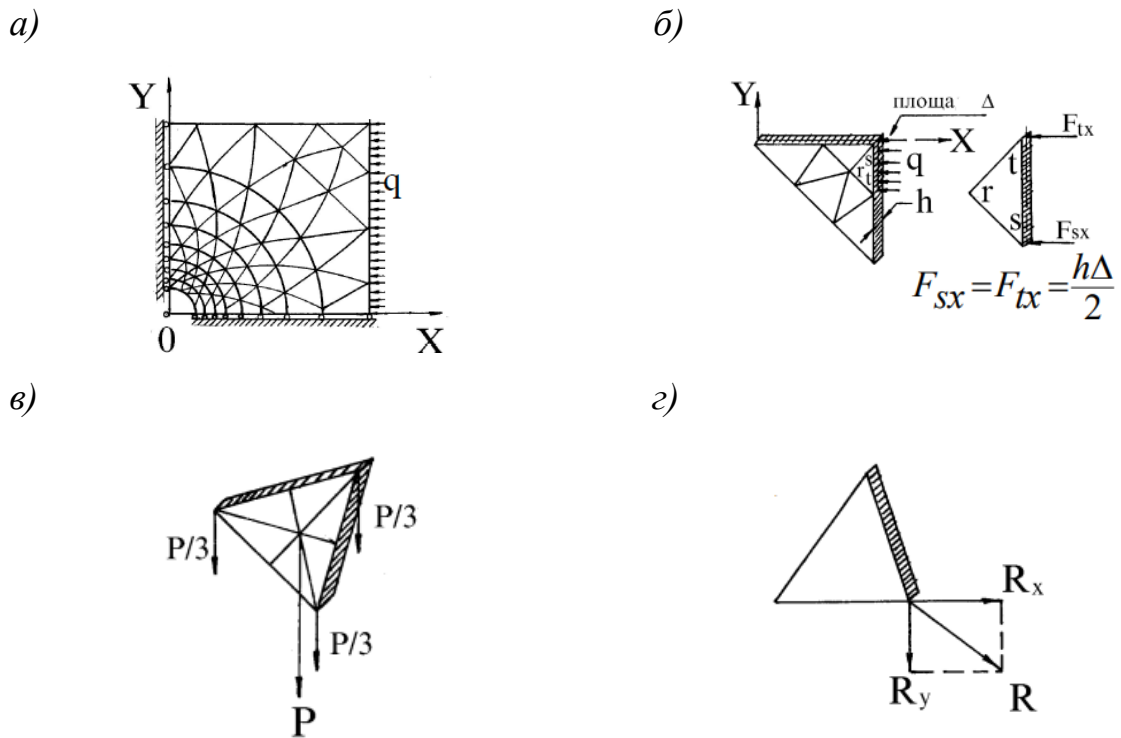 а)
Y
q
0
X
б)
Y
площа Δ
X
s
r
t
q
h
F_tx
t
r
s
F_sx
F_sx = F_tx = hΔ/2
в)
P/3
P/3
P/3
P
г)
R_x
R_y
R